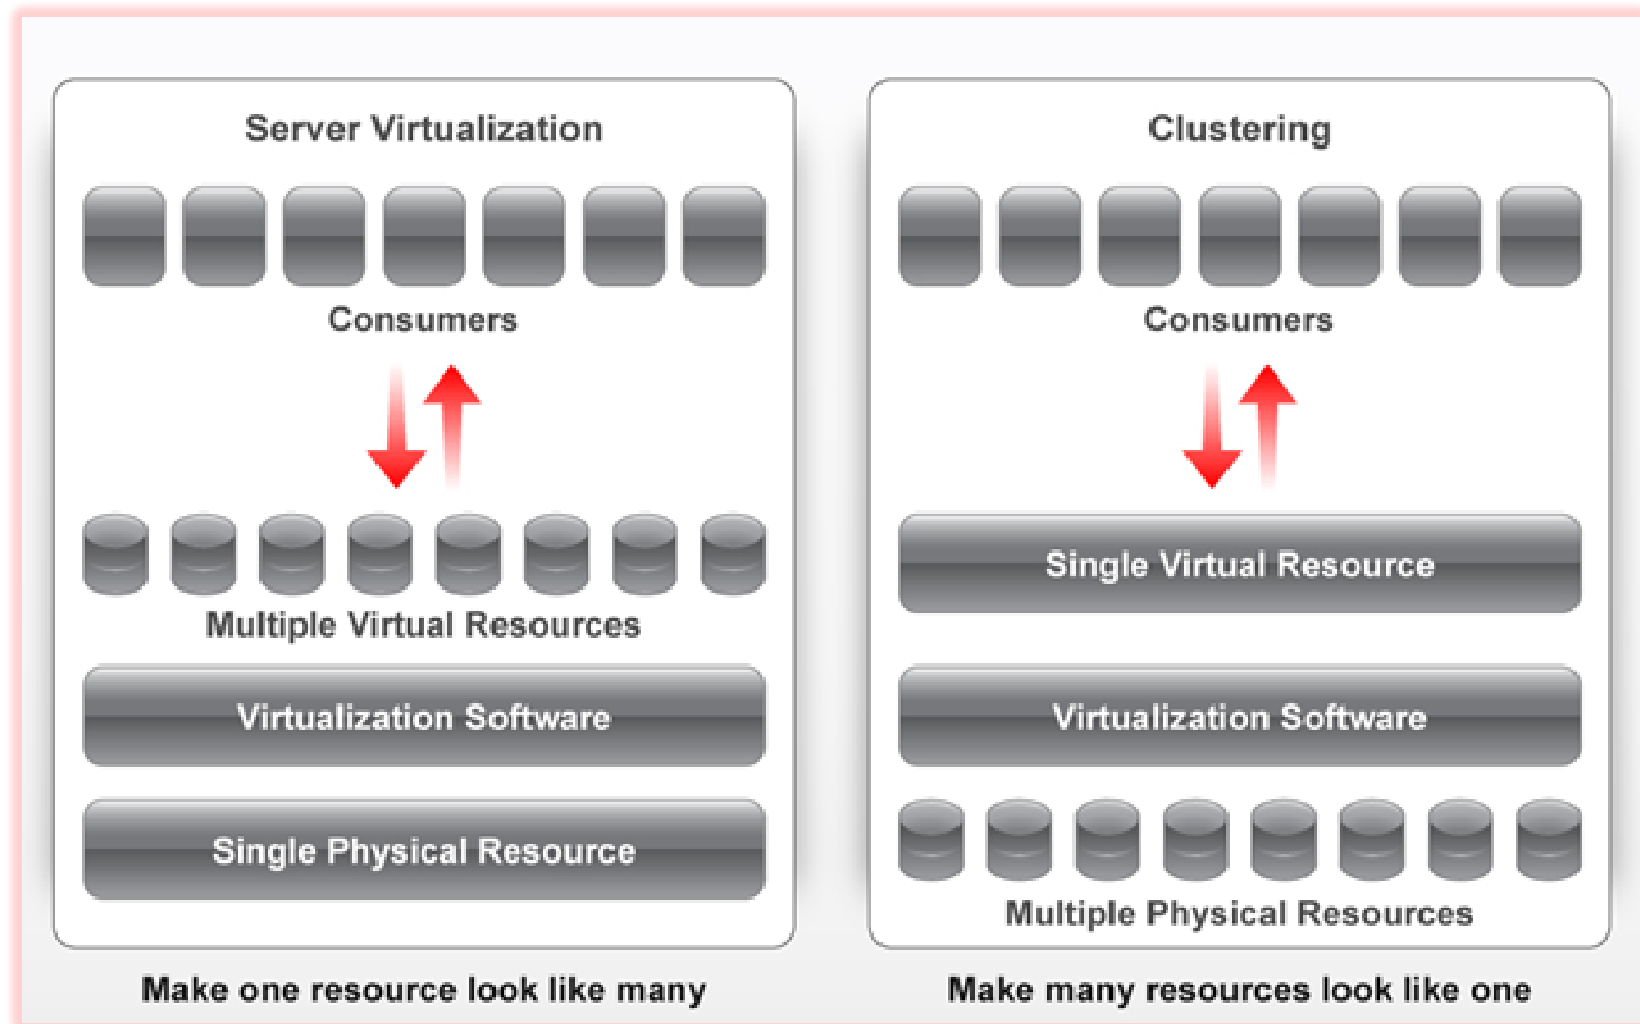 Server Virtualization
Consumers
Multiple Virtual Resources
Virtualization Software
Single Physical Resource
Make one resource look like many
Clustering
Consumers
Single Virtual Resource
Virtualization Software
Multiple Physical Resources
Make many resources look like one